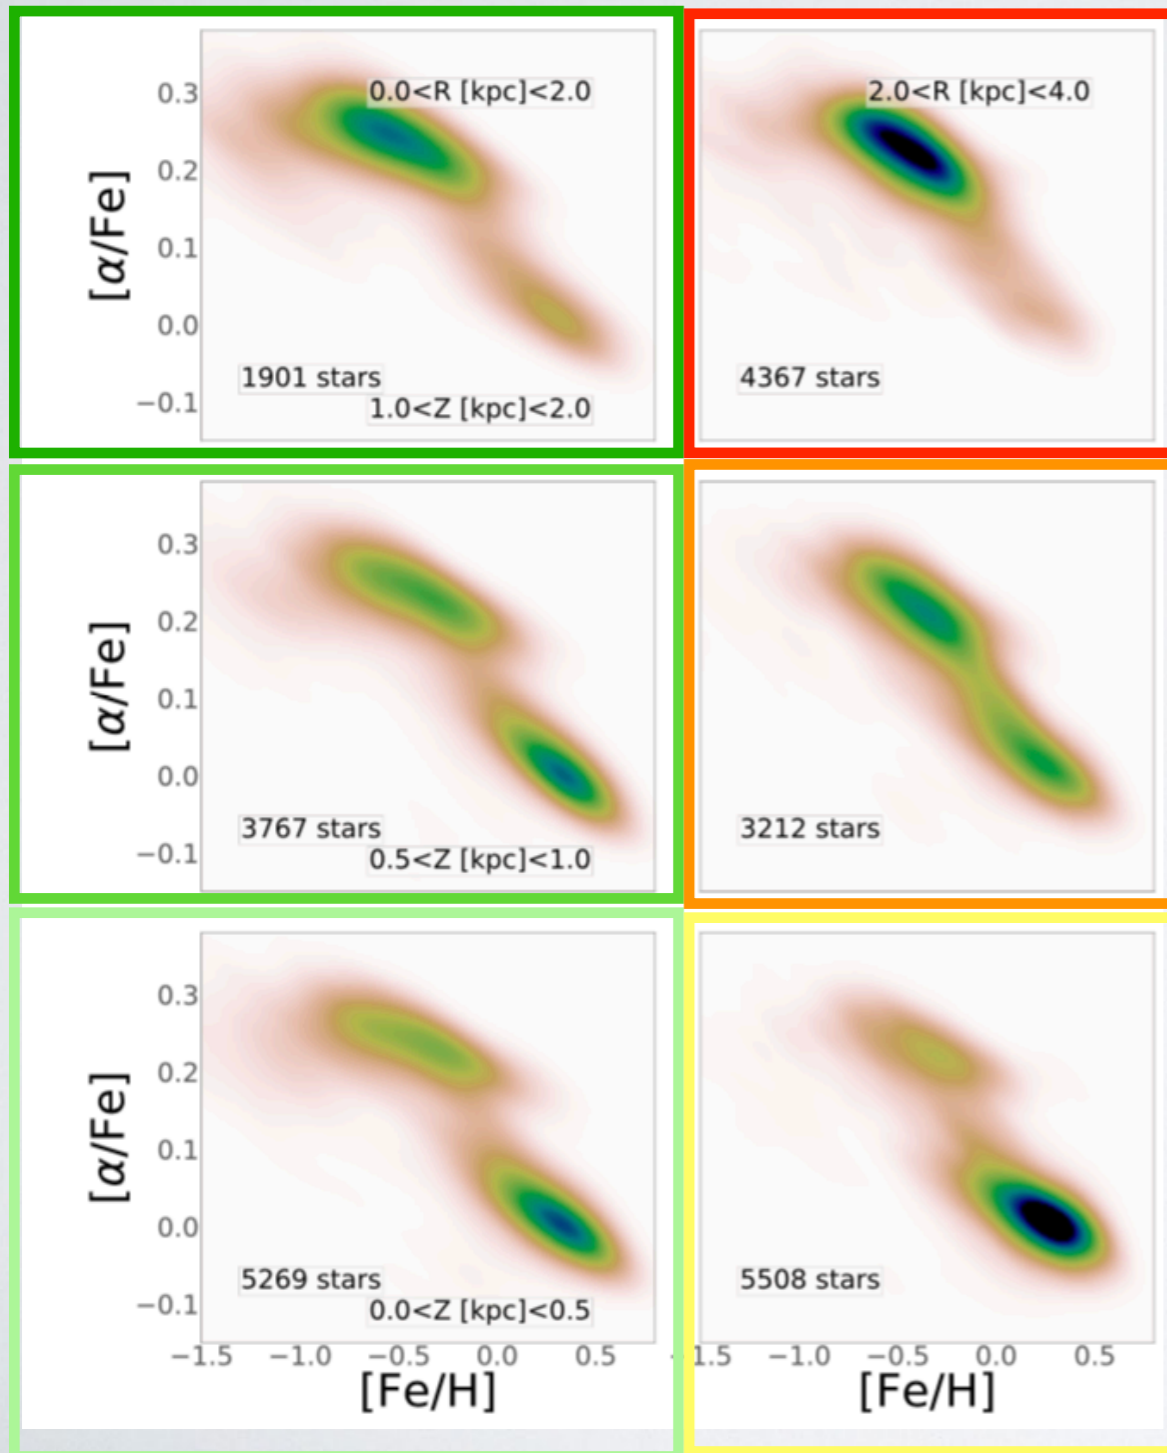 0.0<R [kpc]<2.0
0.3
0.2
0.1
0.0
−0.1
[α/Fe]
1901 stars
1.0<Z [kpc]<2.0
2.0<R [kpc]<4.0
4367 stars
0.3
0.2
0.1
0.0
−0.1
[α/Fe]
3767 stars
0.5<Z [kpc]<1.0
3212 stars
0.3
0.2
0.1
0.0
−0.1
[α/Fe]
5269 stars
0.0<Z [kpc]<0.5
−1.5 −1.0 −0.5 0.0 0.5
[Fe/H]
5508 stars
-1.5 −1.0 −0.5 0.0 0.5
[Fe/H]